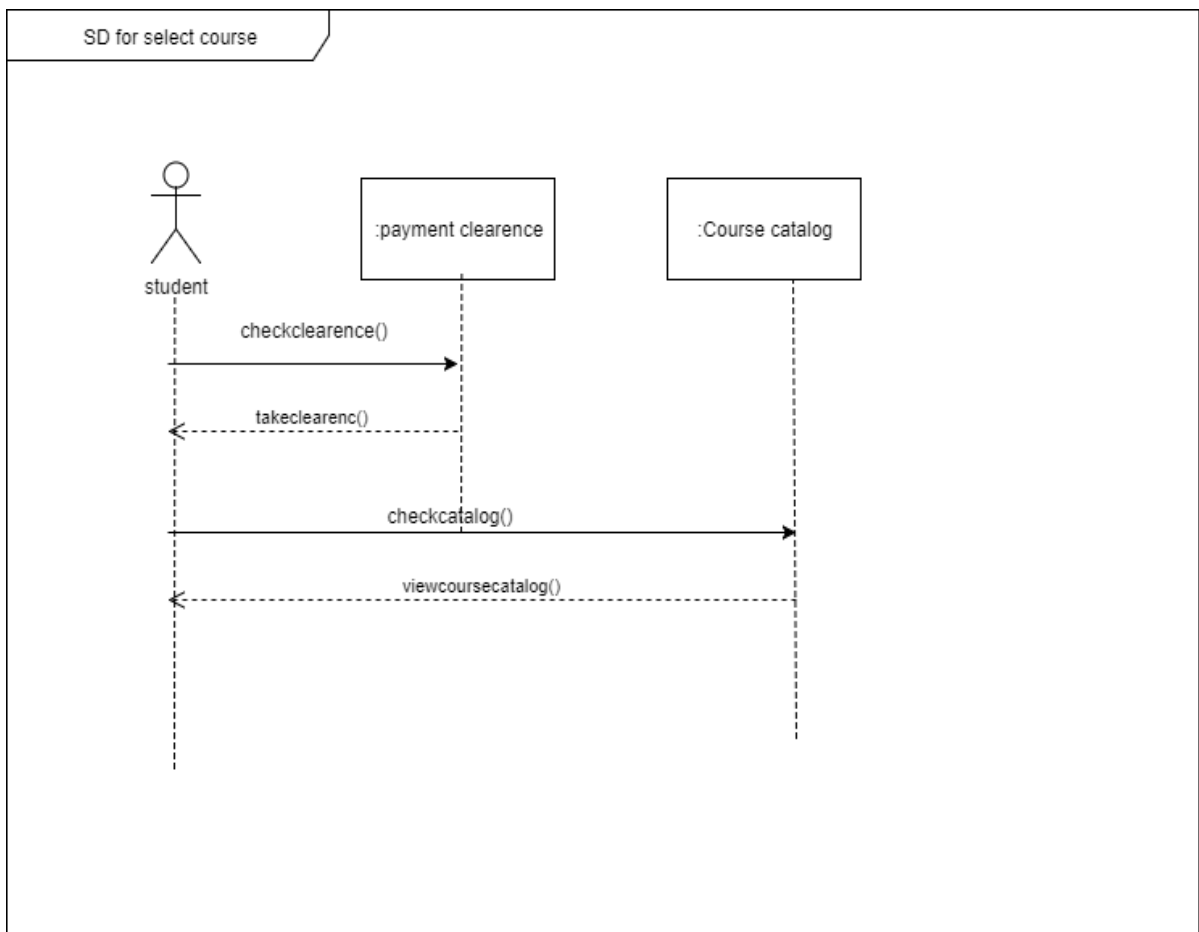 SD for select course
:payment clearence
:Course catalog
student
checkclearence()
takeclearenc()
checkcatalog()
viewcoursecatalog()